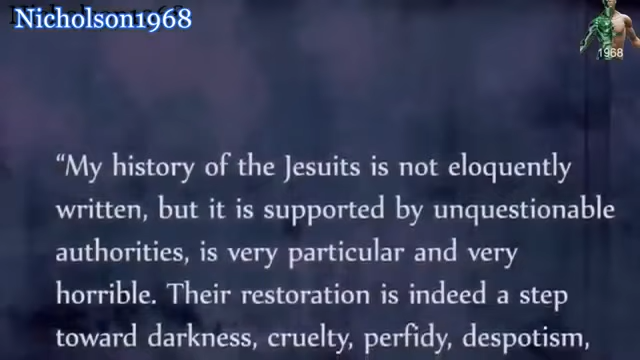 Nicholson1968
1968
“My history of the Jesuits is not eloquently
written, but it is supported by unquestionable
authorities, is very particular and very
horrible. Their restoration is indeed a step
toward darkness, cruelty, perfidy, despotism,